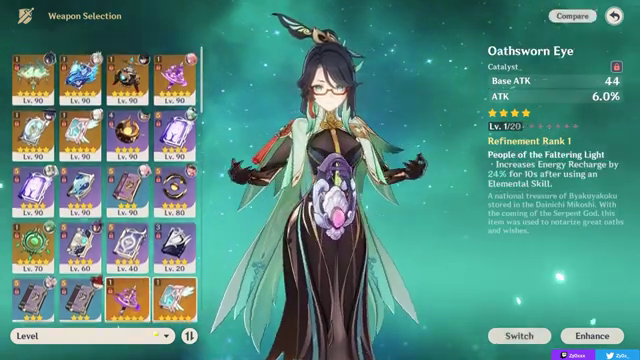 Weapon Selection
Compare
Oathsworn Eye
Catalyst
Base ATK 44
ATK 6.0%
Lv. 1/20
Refinement Rank 1
People of the Faltering Light
· Increases Energy Recharge by
24% for 10s after using an
Elemental Skill.
A national treasure of Byakuyakoku
stored in the Dainichi Mikoshi. With
the coming of the Serpent God, this
item was used to notarize great oaths
and wishes.
Lv. 90 Lv. 90 Lv. 90 Lv. 90
Lv. 90 Lv. 90 Lv. 90 Lv. 90
Lv. 90 Lv. 90 Lv. 90 Lv. 80
Lv. 70 Lv. 60 Lv. 40 Lv. 20
Level
Switch
Enhance